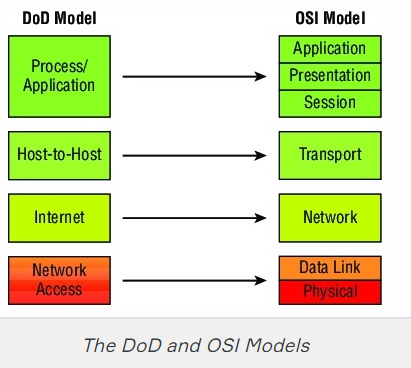 DoD Model
OSI Model
Process/
Application
Application
Presentation
Session
Host-to-Host
Transport
Internet
Network
Network
Access
Data Link
Physical
The DoD and OSI Models